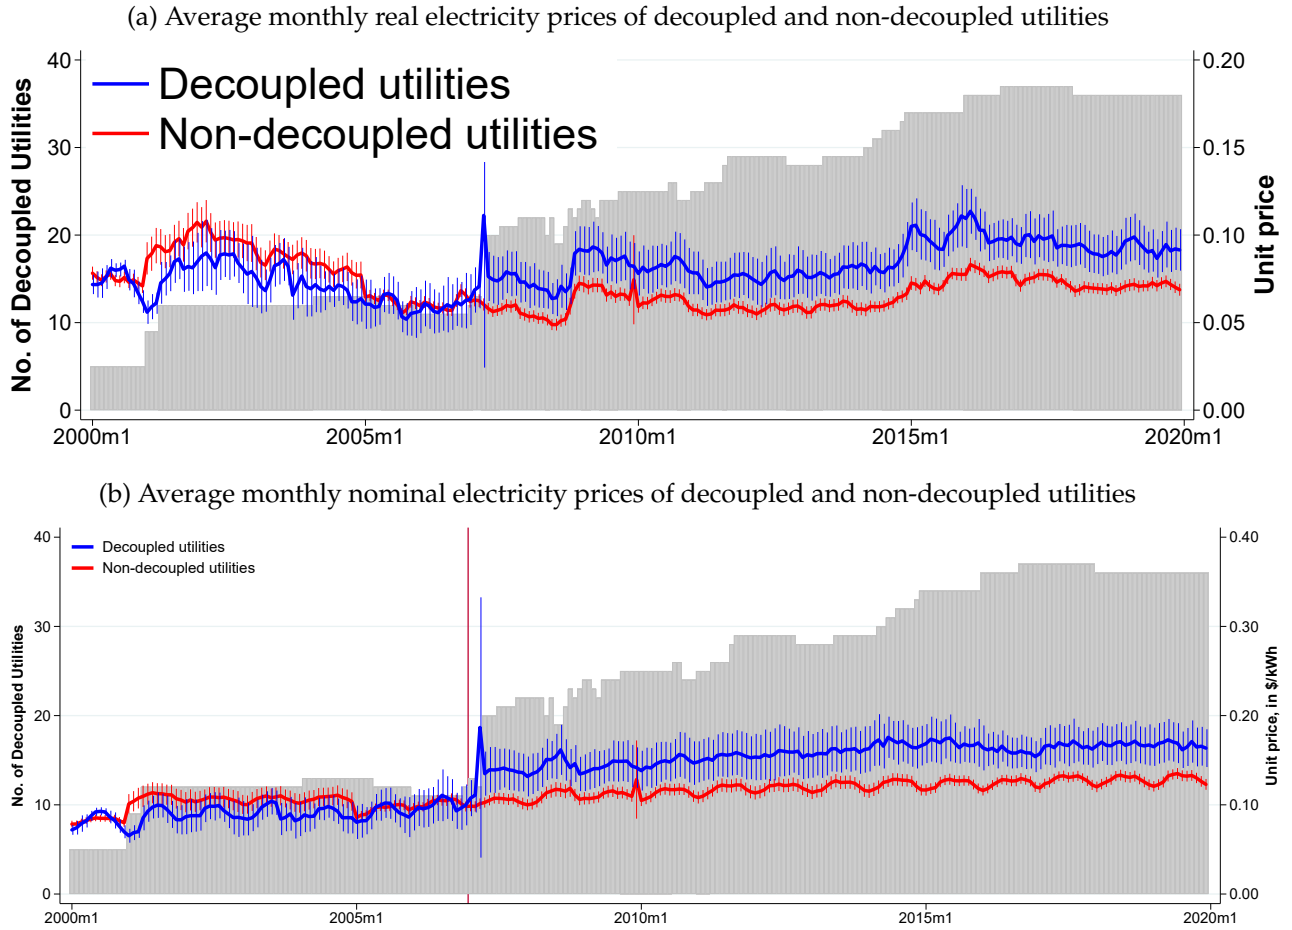 (a) Average monthly real electricity prices of decoupled and non-decoupled utilities
No. of Decoupled Utilities
40
30
20
10
0
Decoupled utilities
Non-decoupled utilities
0.20
0.15
0.10
0.05
0.00
Unit price
2000m1
2005m1
2010m1
2015m1
2020m1
(b) Average monthly nominal electricity prices of decoupled and non-decoupled utilities
No. of Decoupled Utilities
40
30
20
10
0
Decoupled utilities
Non-decoupled utilities
0.40
0.30
0.20
0.10
0.00
Unit price, in $/kWh
2000m1
2005m1
2010m1
2015m1
2020m1